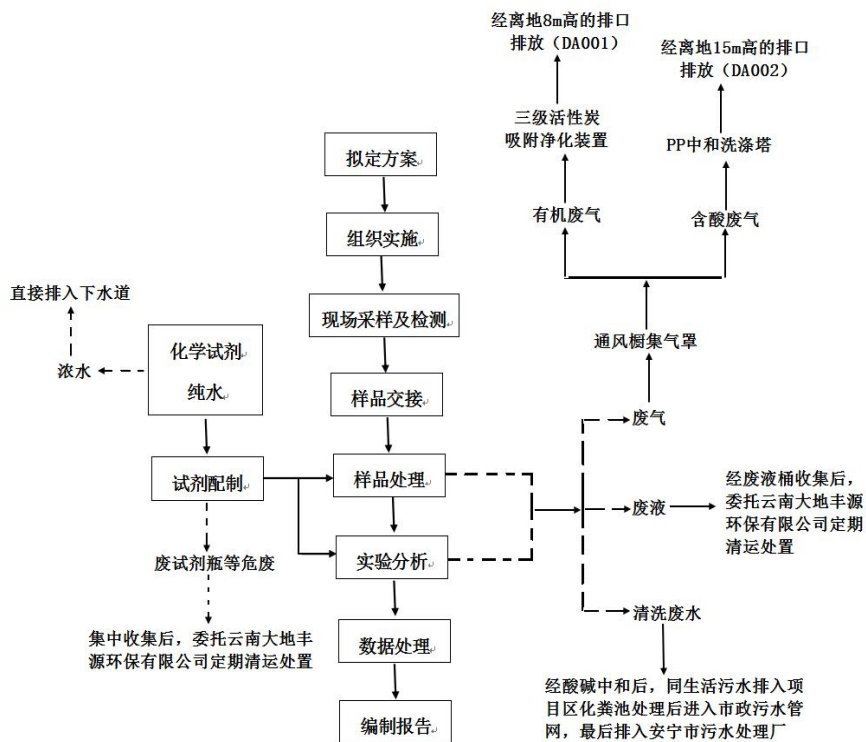 经离地8m高的排口
排放（DA001）
经离地15m高的排口
排放（DA002）
三级活性炭
吸附净化装置
PP中和洗涤塔
有机废气
含酸废气
通风橱集气罩
拟定方案
组织实施
现场采样及检测
样品交接
样品处理
实验分析
数据处理
编制报告
直接排入下水道
浓水
化学试剂
纯水
试剂配制
废试剂瓶等危废
集中收集后，委托云南大地丰
源环保有限公司定期清运处置
废气
废液
经废液桶收集后，
委托云南大地丰源
环保有限公司定期
清运处置
清洗废水
经酸碱中和后，同生活污水排入项
目区化粪池处理后进入市政污水管
网，最后排入安宁市污水处理厂